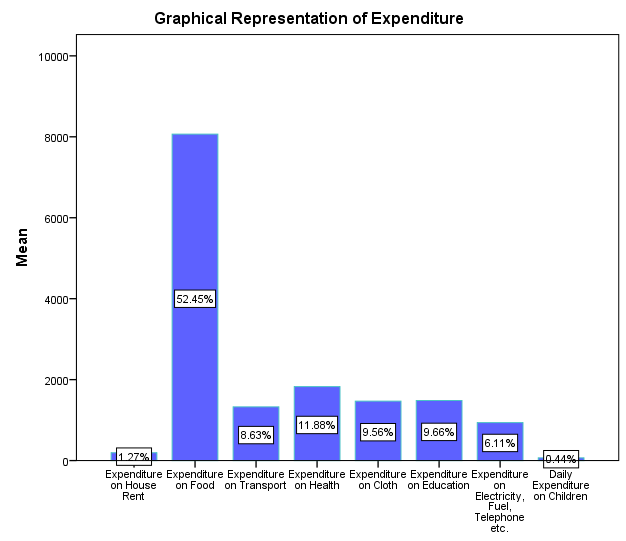 Graphical Representation of Expenditure
10000
8000
6000
4000
2000
0
Mean
1.27%
52.45%
8.63%
11.88%
9.56%
9.66%
6.11%
0.44%
Expenditure
on House
Rent
Expenditure
on Food
Expenditure
on Transport
Expenditure
on Health
Expenditure
on Cloth
Expenditure
on Education
Expenditure
on
Electricity,
Fuel,
Telephone
etc.
Daily
Expenditure
on Children